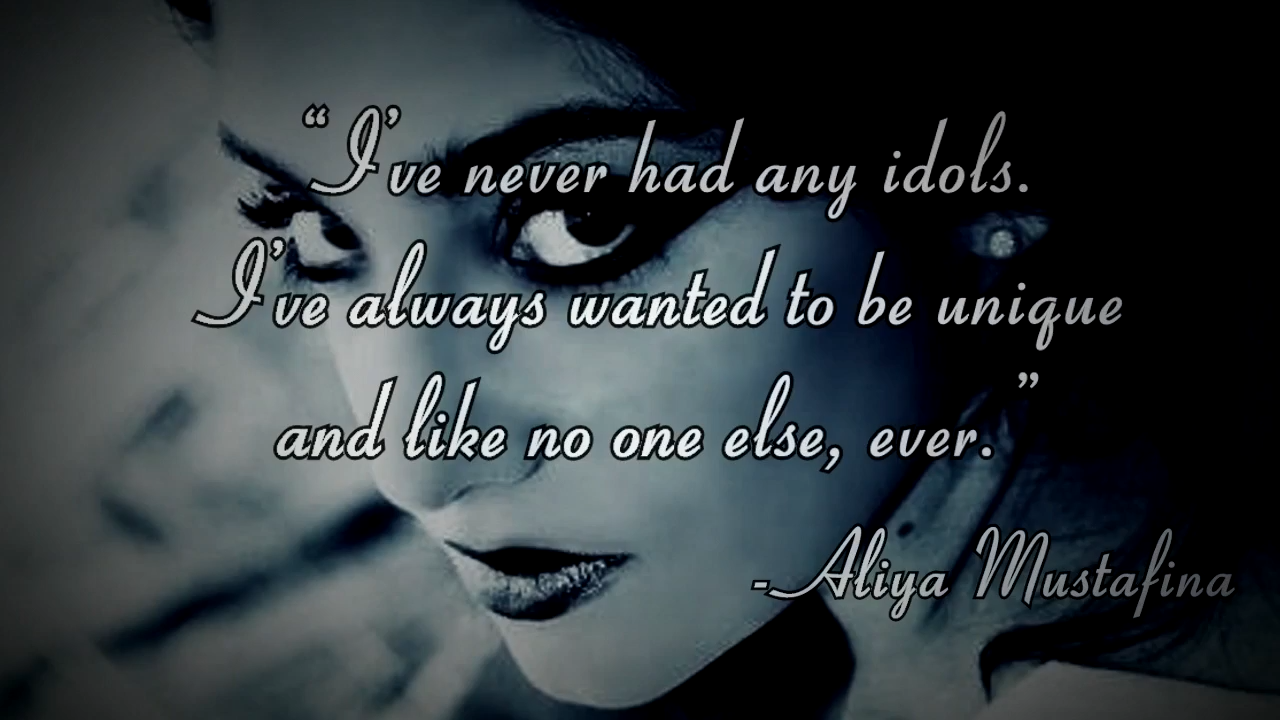 “I've never had any idols.
I've always wanted to be unique
and like no one else, ever.”
-Aliya Mustafina